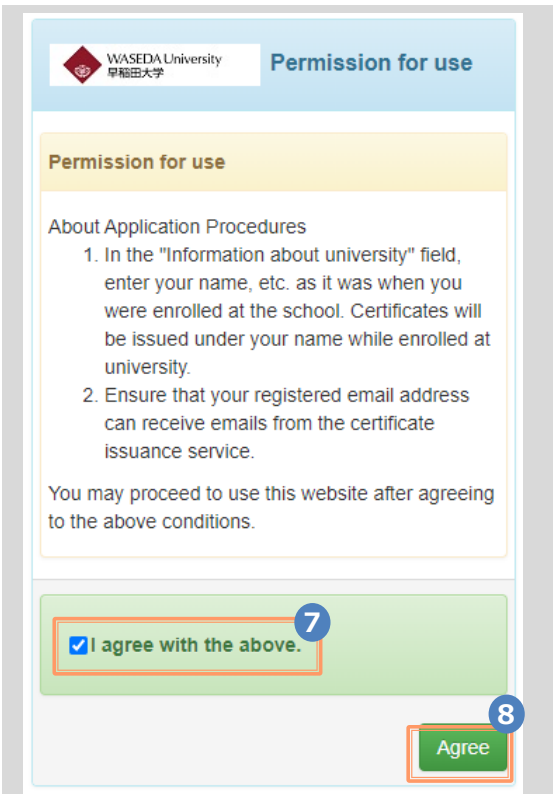 WASEDA University
早稲田大学
Permission for use
Permission for use
About Application Procedures
1. In the "Information about university" field,
enter your name, etc. as it was when you
were enrolled at the school. Certificates will
be issued under your name while enrolled at
university.
2. Ensure that your registered email address
can receive emails from the certificate
issuance service.
You may proceed to use this website after agreeing
to the above conditions.
7
I agree with the above.
8
Agree